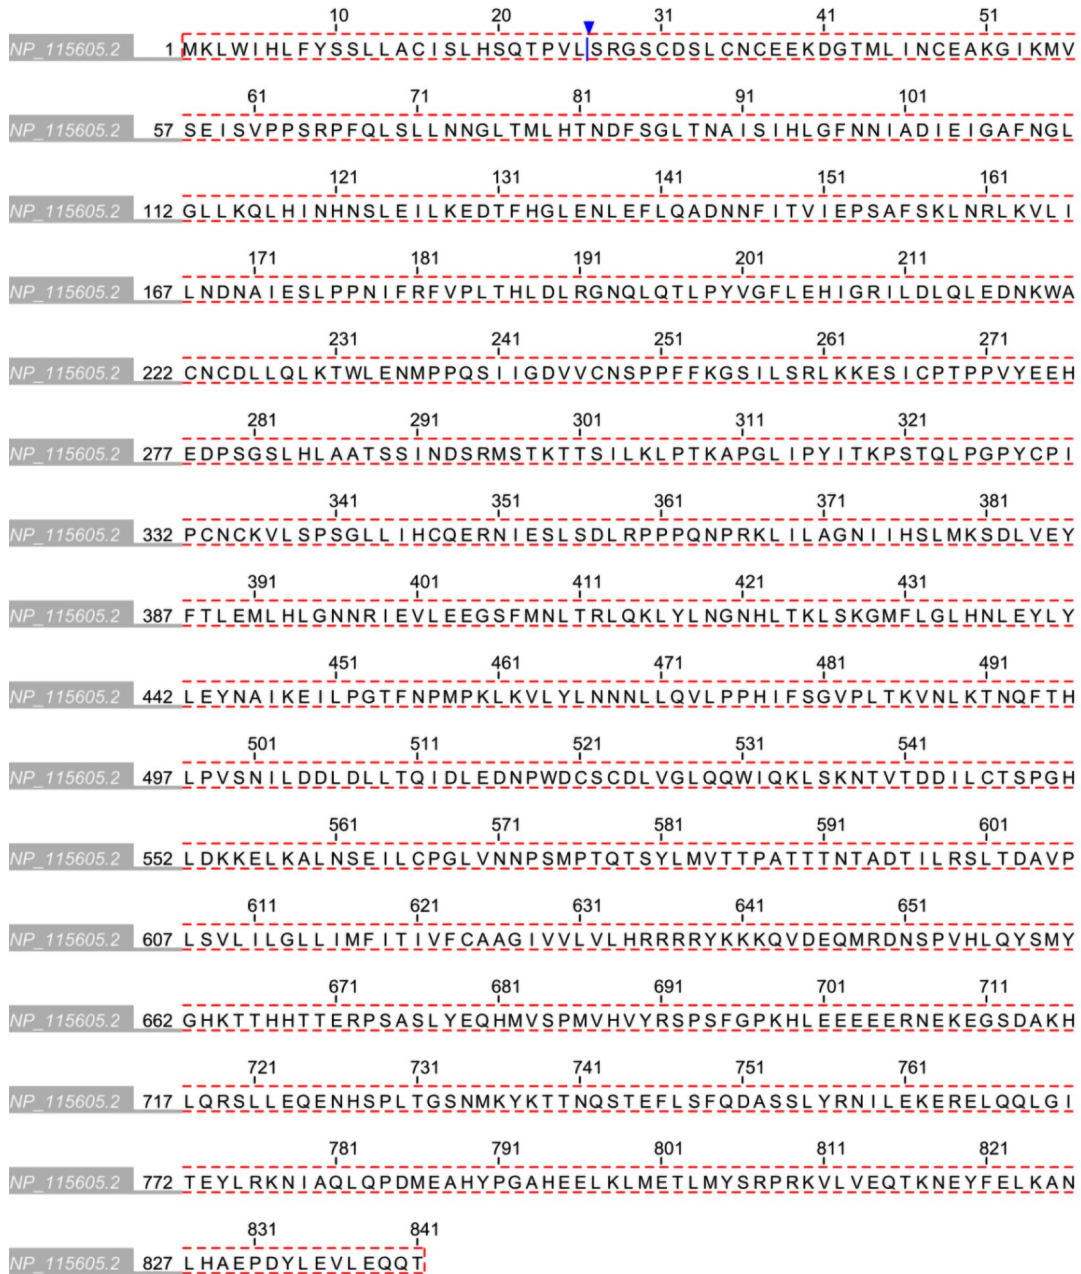 10 20 31 41 51
NP_115605.2 1 MKLWIHLFYSSLLACISLHSQTPVLSRGSCDSLCNCEEKDGTMLINCEAKGIKMV
61 71 81 91 101
NP_115605.2 57 SEISVPPSRPFQLSLLNNGLTMLHTNDFSGLTNAISIHLGFNNIADIEIGAFNGL
121 131 141 151 161
NP_115605.2 112 GLLKQLHINHNSLEILKEDTFHGLENLEFLQADNNFITVIEPSAFSKLNRLKVLI
171 181 191 201 211
NP_115605.2 167 LNDNAIESLPPNIFRFVPLTHLDLRGNQLQTLPYVGFLEHIGRILDLQLEDNKWA
231 241 251 261 271
NP_115605.2 222 CNCDLLQLKTWLENMPPQSIIGDVVCNSPPFFKGSILSRLKKESICPTPPVYEEH
281 291 301 311 321
NP_115605.2 277 EDPSGSLHLAATSSINDSRMSTKTTSILKLPTKAPGLIPYITKPSTQLPGPYCPI
341 351 361 371 381
NP_115605.2 332 PCNCKVLSPSGLLIHCQERNIESLSDLRPPPQNPRKLILAGNIIHSLMKSDLVEY
391 401 411 421 431
NP_115605.2 387 FTLEMLHLGNNRIEVLEEGSFMNLTRLQKLYLNGNHLTKLSKGMFLGLHNLEYLY
451 461 471 481 491
NP_115605.2 442 LEYNAIKEILPGTFNPMPKLKVLYLNNNLLQVLPPHIFSGVPLTKVNLKTNQFTH
501 511 521 531 541
NP_115605.2 497 LPVSNILDDLDLLTQIDLEDNPWDCSCDLVGLQQWIQKLSKNTVTDDILCTSPGH
561 571 581 591 601
NP_115605.2 552 LDKKELKALNSEILCPGLVNNPSMPTQTSYLMVTTPATTTNTADTILRSLTDAVP
611 621 631 641 651
NP_115605.2 607 LSVLILGLLIMFITIVFCAAGIVVLVLHRRRRYKKKQVDEQMRDNSPVHLQYSMY
671 681 691 701 711
NP_115605.2 662 GHKTTHHTTERPSASLYEQHMVSPMVHVYRSPSFGPKHLEEEEERNEKEGSDAKH
721 731 741 751 761
NP_115605.2 717 LQRSLLEQENHSPLTGSNMKYKTTNQSTEFLSFQDASSLYRNILEKERELQQLGI
781 791 801 811 821
NP_115605.2 772 TEYLRKNIAQLQPDMEAHYPGAHEELKLMETLMYSRPRKVLVEQTKNEYFELKAN
831 841
NP_115605.2 827 LHAEPDYLEVLEQQT